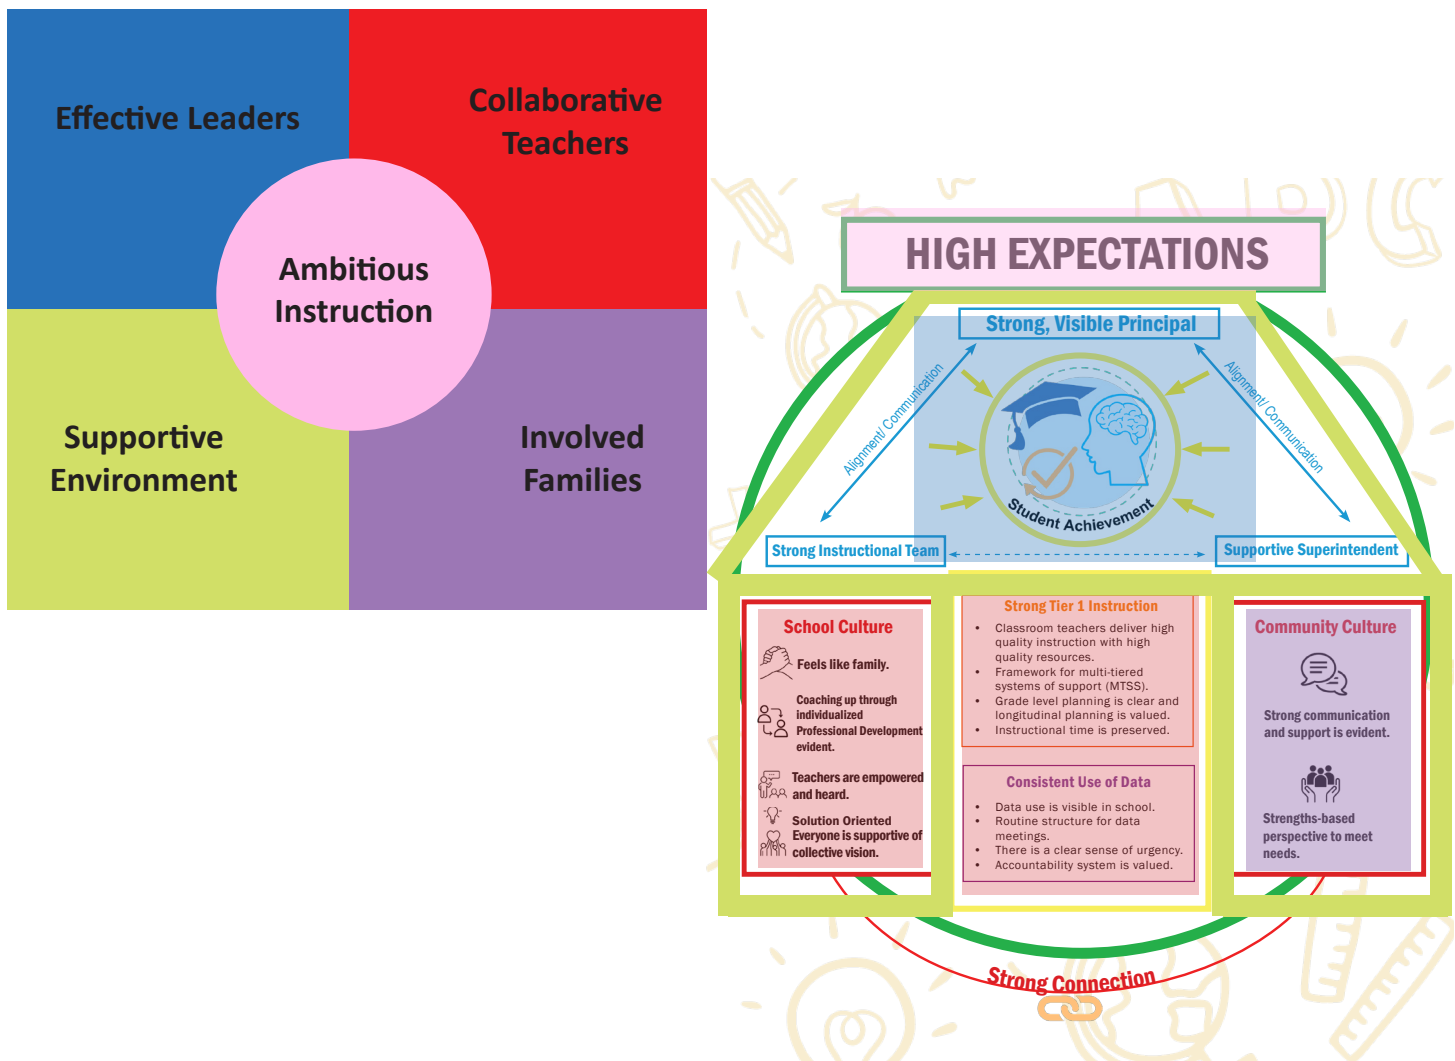 Effective Leaders
Collaborative
Teachers
Ambitious
Instruction
Supportive
Environment
Involved
Families
HIGH EXPECTATIONS
Strong, Visible Principal
Alignment/ Communication
Alignment/ Communication
Student Achievement
Strong Instructional Team
Supportive Superintendent
School Culture
Feels like family.
Coaching up through
individualized
Professional Development
evident.
Teachers are empowered
and heard.
Solution Oriented
Everyone is supportive of
collective vision.
Strong Tier 1 Instruction
• Classroom teachers deliver high
quality instruction with high
quality resources.
• Framework for multi-tiered
systems of support (MTSS).
• Grade level planning is clear and
longitudinal planning is valued.
• Instructional time is preserved.
Consistent Use of Data
• Data use is visible in school.
• Routine structure for data
meetings.
• There is a clear sense of urgency.
• Accountability system is valued.
Community Culture
Strong communication
and support is evident.
Strengths-based
perspective to meet
needs.
Strong Connection